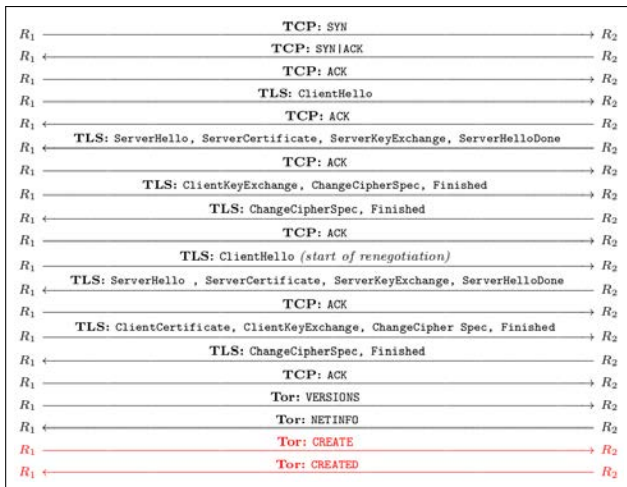 TCP: SYN
R1 R2
TCP: SYN|ACK
R1 R2
TCP: ACK
R1 R2
TLS: ClientHello
R1 R2
TCP: ACK
R1 R2
TLS: ServerHello, ServerCertificate, ServerKeyExchange, ServerHelloDone
R1 R2
TCP: ACK
R1 R2
TLS: ClientKeyExchange, ChangeCipherSpec, Finished
R1 R2
TLS: ChangeCipherSpec, Finished
R1 R2
TCP: ACK
R1 R2
TLS: ClientHello (start of renegotiation)
R1 R2
TLS: ServerHello , ServerCertificate, ServerKeyExchange, ServerHelloDone
R1 R2
TCP: ACK
R1 R2
TLS: ClientCertificate, ClientKeyExchange, ChangeCipher Spec, Finished
R1 R2
TLS: ChangeCipherSpec, Finished
R1 R2
TCP: ACK
R1 R2
Tor: VERSIONS
R1 R2
Tor: NETINFO
R1 R2
Tor: CREATE
R1 R2
Tor: CREATED
R1 R2